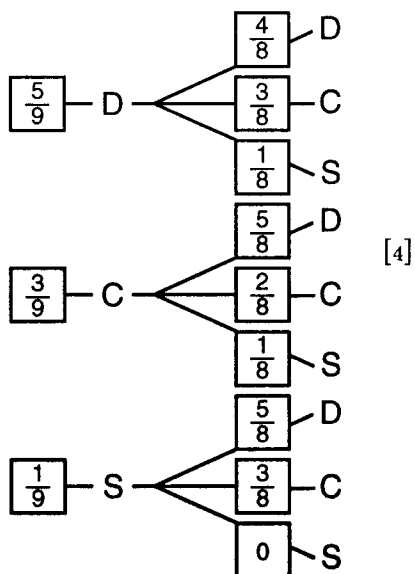 4/8 D
5/9 D 3/8 C
1/8 S
5/8 D
[4]
3/9 C 2/8 C
1/8 S
5/8 D
1/9 S 3/8 C
0 S